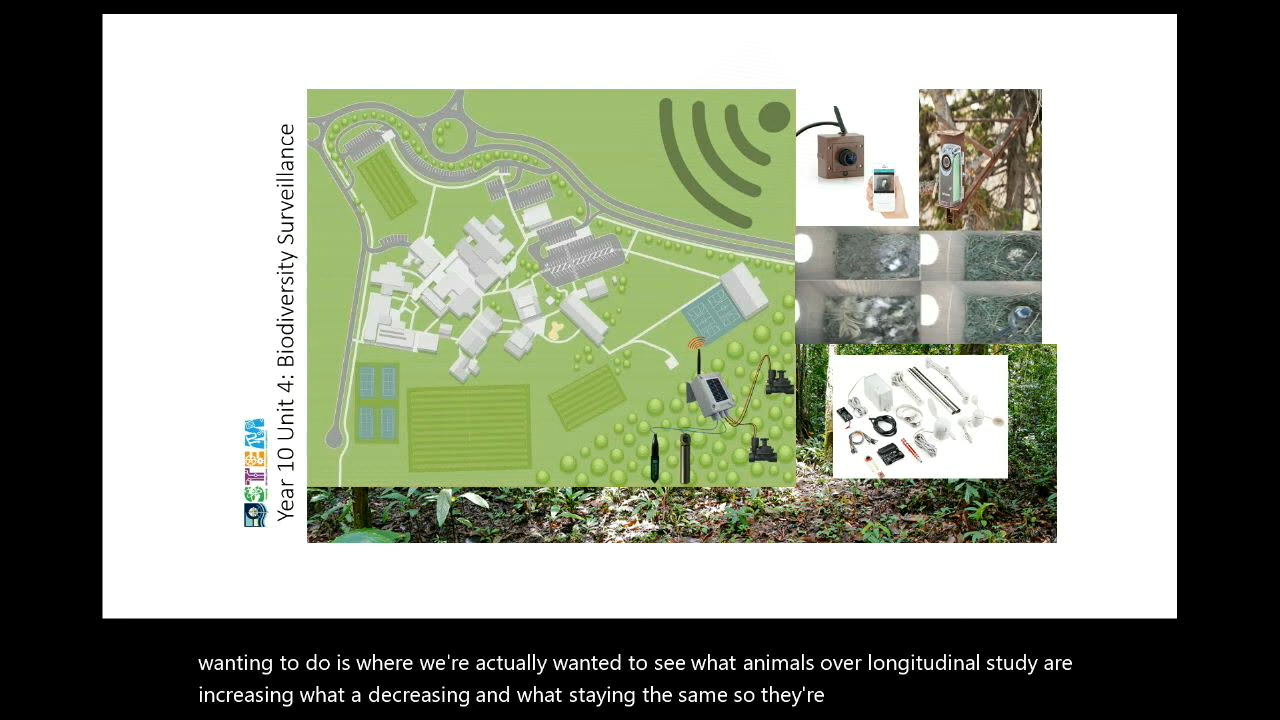 STEM
Year 10 Unit 4: Biodiversity Surveillance
wanting to do is where we're actually wanted to see what animals over longitudinal study are
increasing what a decreasing and what staying the same so they're